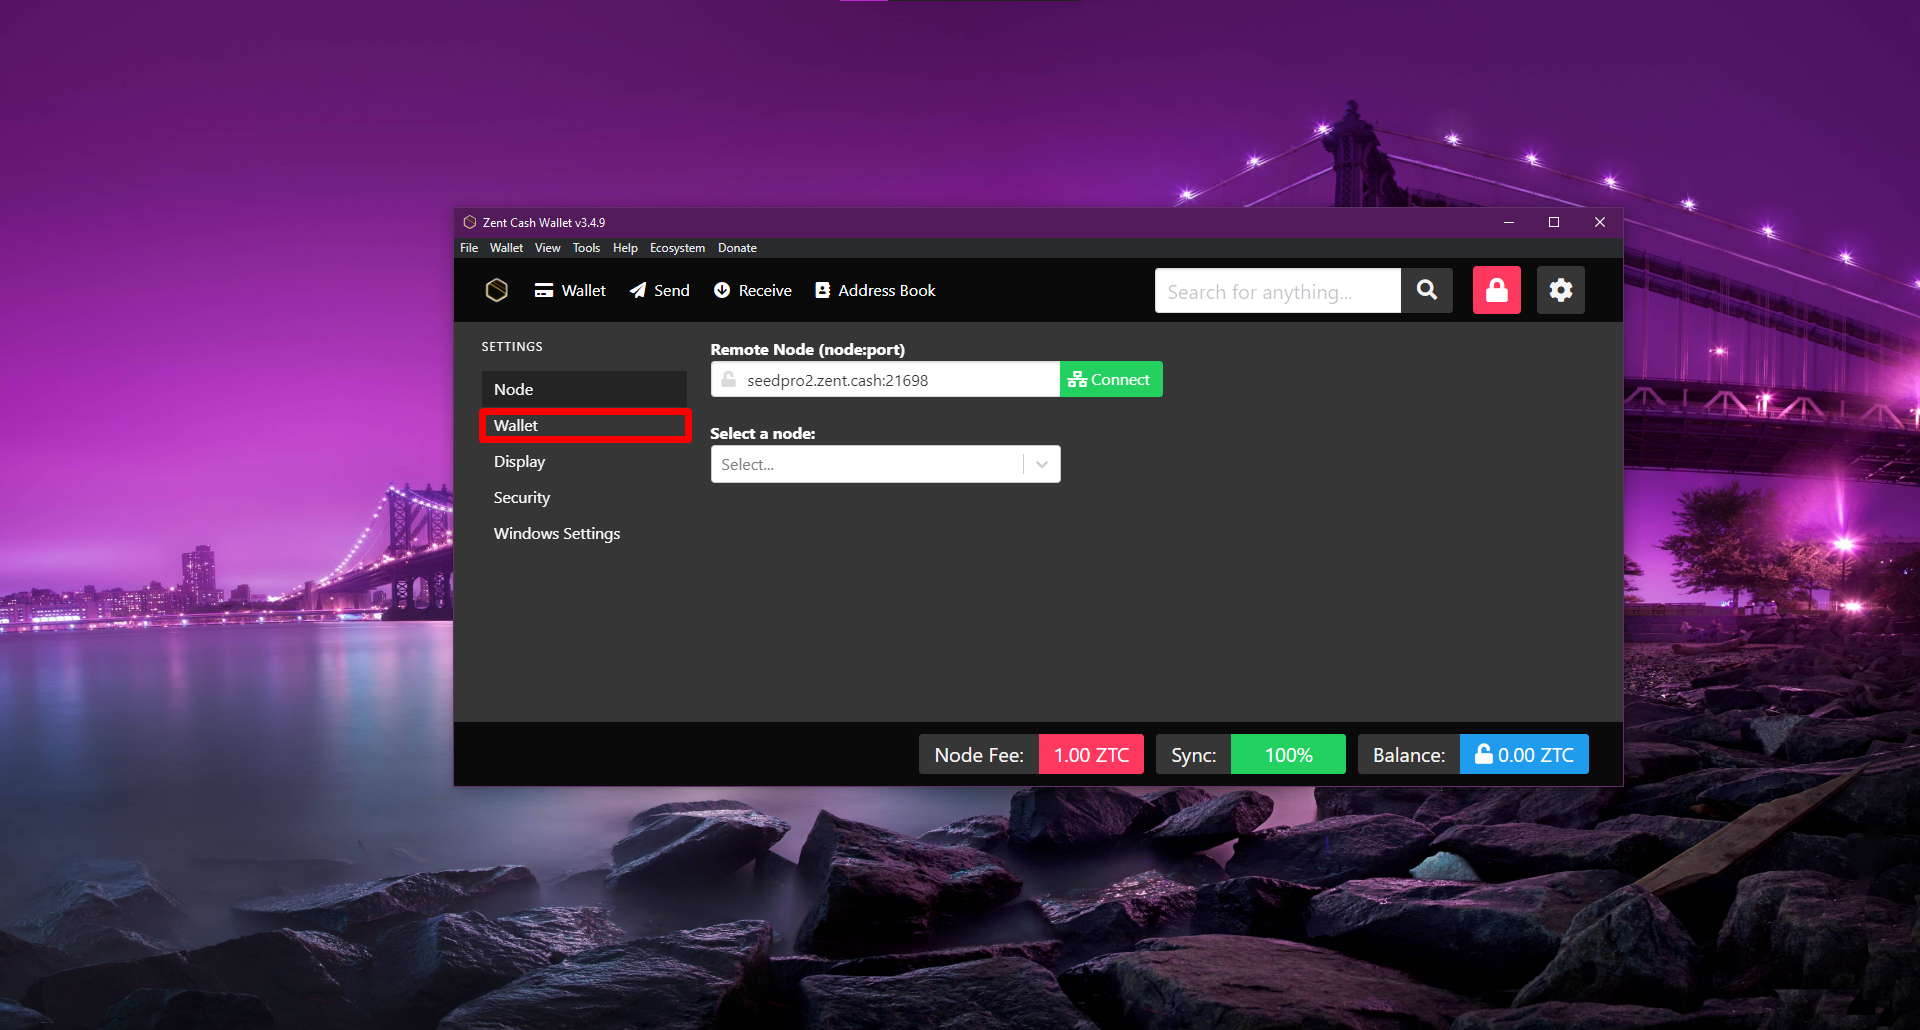 Zent Cash Wallet v3.4.9
File Wallet View Tools Help Ecosystem Donate
Wallet Send Receive Address Book Search for anything...
SETTINGS
Node
Wallet
Display
Security
Windows Settings
Remote Node (node:port)
seedpro2.zent.cash:21698 Connect
Select a node:
Select...
Node Fee: 1.00 ZTC Sync: 100% Balance: 0.00 ZTC